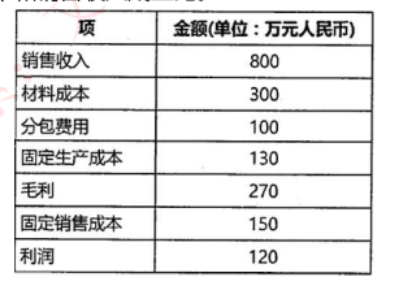 项 金额(单位：万元人民币)
销售收入 800
材料成本 300
分包费用 100
固定生产成本 130
毛利 270
固定销售成本 150
利润 120